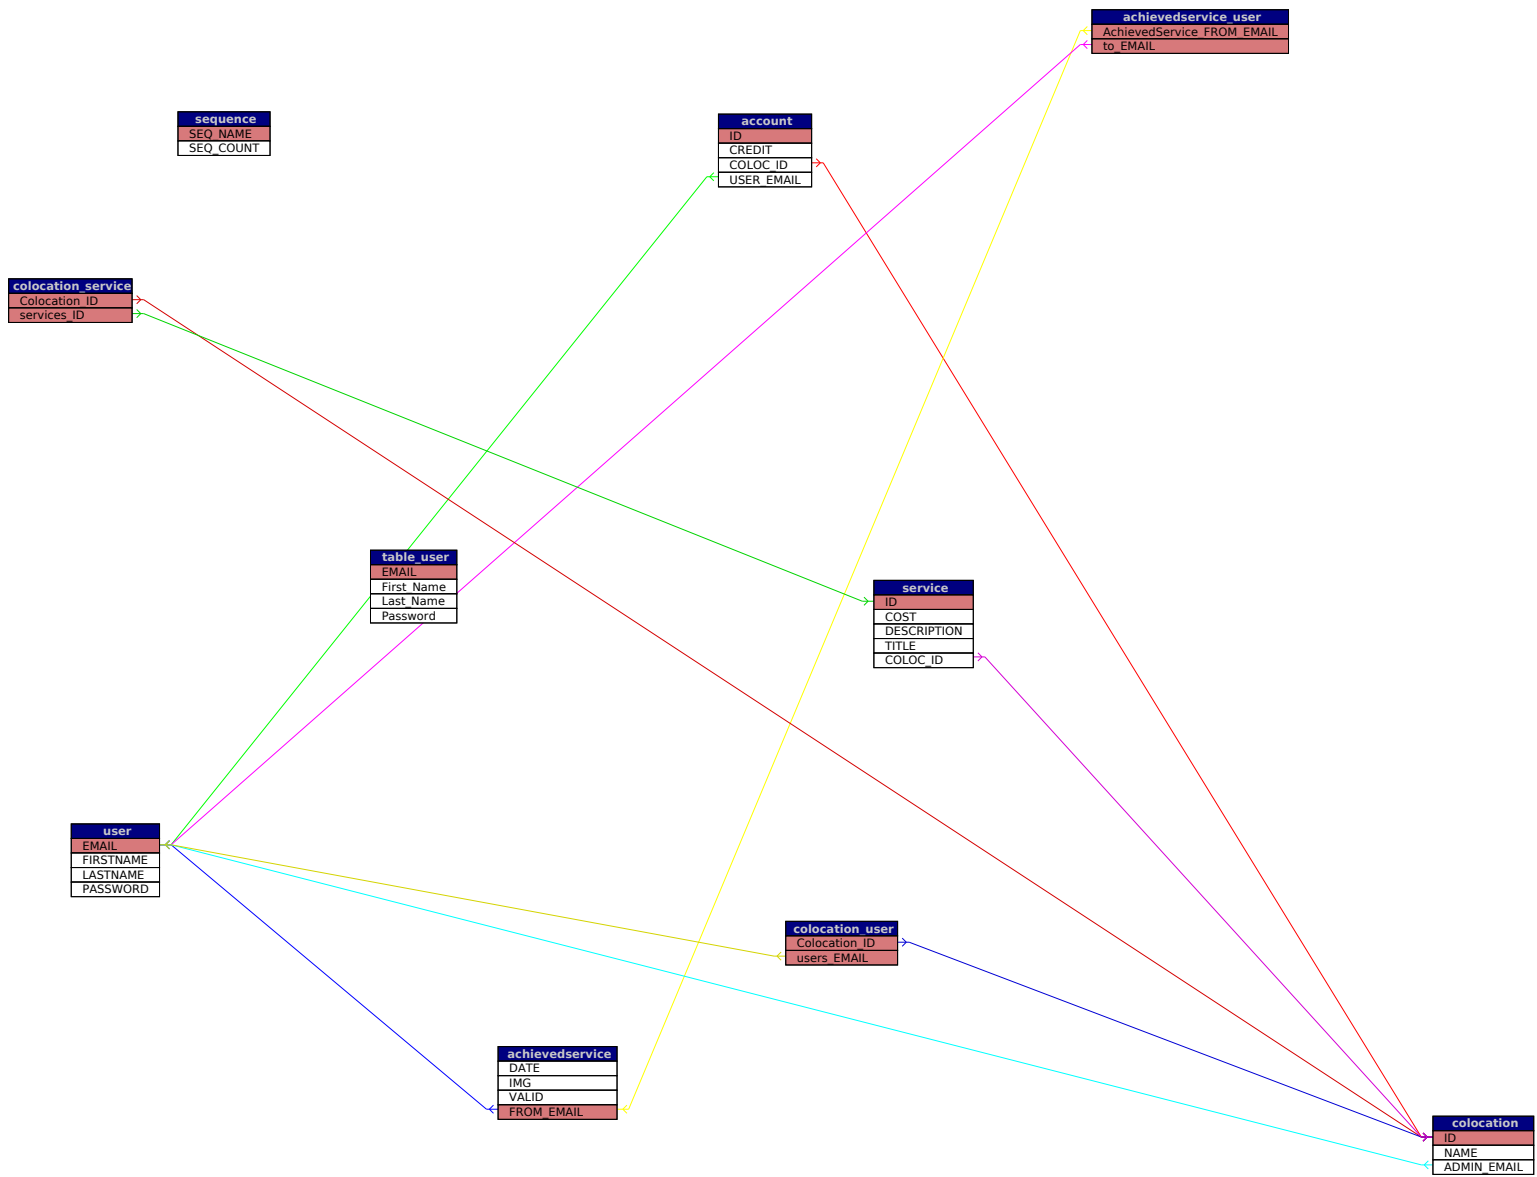 achievedservice_user
AchievedService_FROM_EMAIL
to_EMAIL
sequence
SEQ_NAME
SEQ_COUNT
account
ID
CREDIT
COLOC_ID
USER_EMAIL
colocation_service
Colocation_ID
services_ID
table_user
EMAIL
First_Name
Last_Name
Password
service
ID
COST
DESCRIPTION
TITLE
COLOC_ID
user
EMAIL
FIRSTNAME
LASTNAME
PASSWORD
colocation_user
Colocation_ID
users_EMAIL
achievedservice
DATE
IMG
VALID
FROM_EMAIL
colocation
ID
NAME
ADMIN_EMAIL